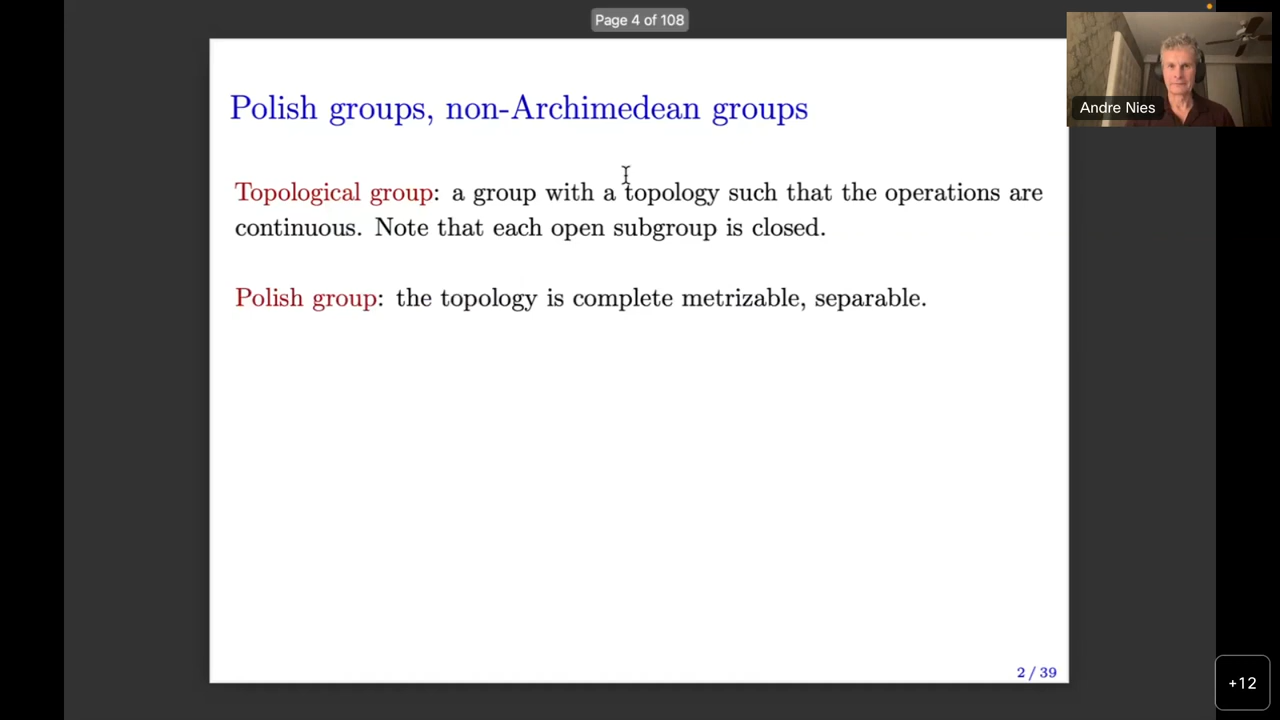 Page 4 of 108
Andre Nies
Polish groups, non-Archimedean groups
Topological group: a group with a topology such that the operations are
continuous. Note that each open subgroup is closed.
Polish group: the topology is complete metrizable, separable.
2 / 39
+12